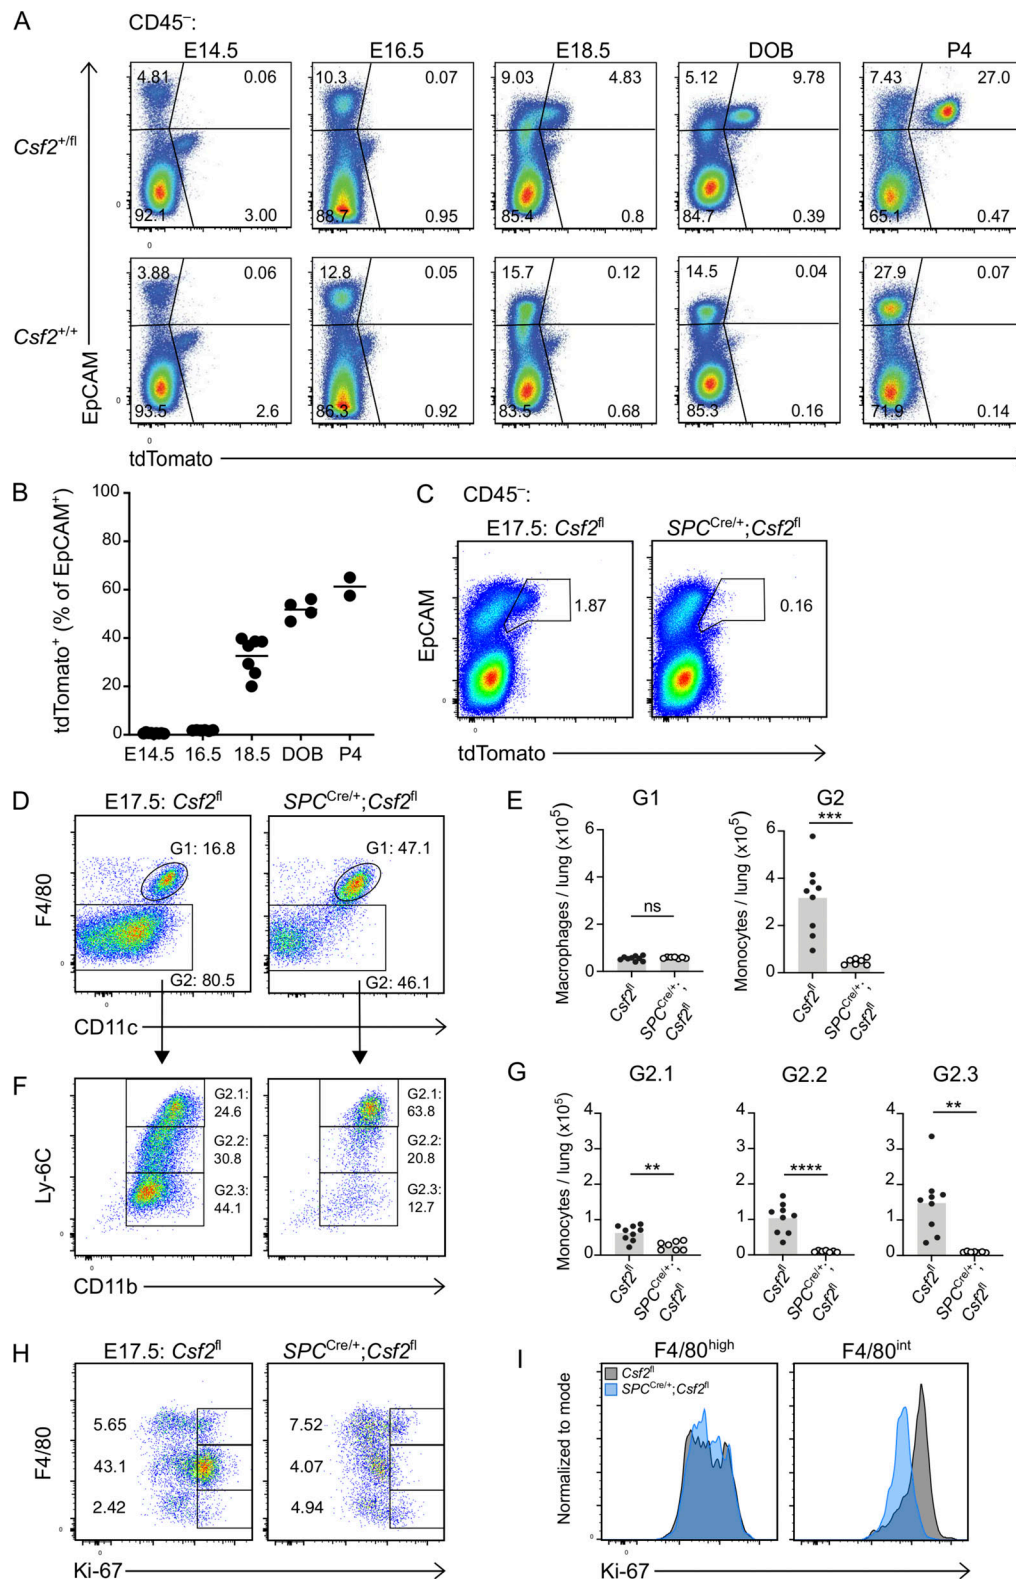 A
CD45⁻:
E14.5 E16.5 E18.5 DOB P4
Csf2+/fl
4.81 0.06 10.3 0.07 9.03 4.83 5.12 9.78 7.43 27.0
92.1 3.00 88.7 0.95 85.4 0.8 84.7 0.39 65.1 0.47
Csf2+/+
3.88 0.06 12.8 0.05 15.7 0.12 14.5 0.04 27.9 0.07
93.5 2.6 86.3 0.92 83.5 0.68 85.3 0.16 71.9 0.14
EpCAM
tdTomato
B
tdTomato⁺ (% of EpCAM⁺)
100
80
60
40
20
0
E14.5 16.5 18.5 DOB P4
C CD45⁻:
E17.5: Csf2fl SPCCre/+;Csf2fl
1.87 0.16
EpCAM
tdTomato
D E17.5: Csf2fl SPCCre/+;Csf2fl
G1: 16.8 G1: 47.1
G2: 80.5 G2: 46.1
F4/80
CD11c
E
G1 G2
Macrophages / lung (x10⁵)
6
4
2
0
ns
Csf2fl SPCCre/+; Csf2fl
Monocytes / lung (x10⁵)
6
4
2
0
***
Csf2fl SPCCre/+; Csf2fl
F
G2.1: 24.6 G2.1: 63.8
G2.2: 30.8 G2.2: 20.8
G2.3: 44.1 G2.3: 12.7
Ly-6C
CD11b
G
G2.1 G2.2 G2.3
Monocytes / lung (x10⁵)
4 4 4
3 3 3
2 2 2
1 1 1
0 0 0
** **** **
Csf2fl SPCCre/+; Csf2fl Csf2fl SPCCre/+; Csf2fl Csf2fl SPCCre/+; Csf2fl
H E17.5: Csf2fl SPCCre/+;Csf2fl
5.65 7.52
43.1 4.07
2.42 4.94
F4/80
Ki-67
I
F4/80high F4/80int
Csf2fl
SPCCre/+;Csf2fl
Normalized to mode
Ki-67